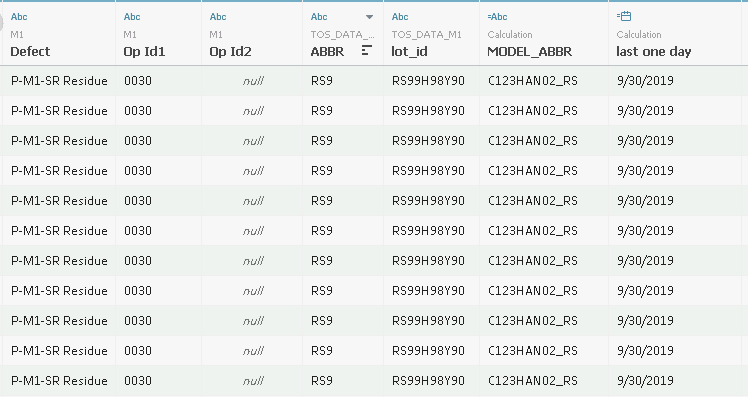 Abc Abc Abc Abc Abc =Abc =
M1 M1 M1 TOS_DATA_... TOS_DATA_M1 Calculation Calculation
Defect Op Id1 Op Id2 ABBR lot_id MODEL_ABBR last one day
P-M1-SR Residue 0030 null RS9 RS99H98Y90 C123HAN02_RS 9/30/2019
P-M1-SR Residue 0030 null RS9 RS99H98Y90 C123HAN02_RS 9/30/2019
P-M1-SR Residue 0030 null RS9 RS99H98Y90 C123HAN02_RS 9/30/2019
P-M1-SR Residue 0030 null RS9 RS99H98Y90 C123HAN02_RS 9/30/2019
P-M1-SR Residue 0030 null RS9 RS99H98Y90 C123HAN02_RS 9/30/2019
P-M1-SR Residue 0030 null RS9 RS99H98Y90 C123HAN02_RS 9/30/2019
P-M1-SR Residue 0030 null RS9 RS99H98Y90 C123HAN02_RS 9/30/2019
P-M1-SR Residue 0030 null RS9 RS99H98Y90 C123HAN02_RS 9/30/2019
P-M1-SR Residue 0030 null RS9 RS99H98Y90 C123HAN02_RS 9/30/2019
P-M1-SR Residue 0030 null RS9 RS99H98Y90 C123HAN02_RS 9/30/2019
P-M1-SR Residue 0030 null RS9 RS99H98Y90 C123HAN02_RS 9/30/2019